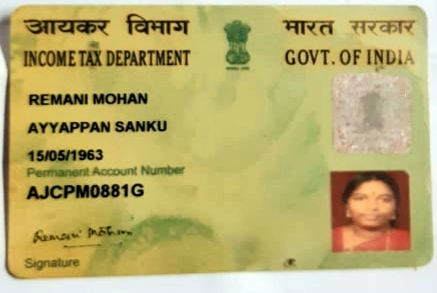 आयकर विभाग
INCOME TAX DEPARTMENT
भारत सरकार
GOVT. OF INDIA
REMANI MOHAN
AYYAPPAN SANKU
15/05/1963
Permanent Account Number
AJCPM0881G
Remani Mohan
Signature